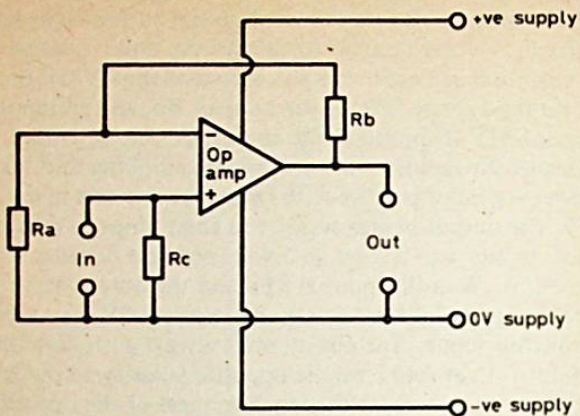 +ve supply
Rb
−
Op
amp
+
Ra
In
Rc
Out
0V supply
−ve supply